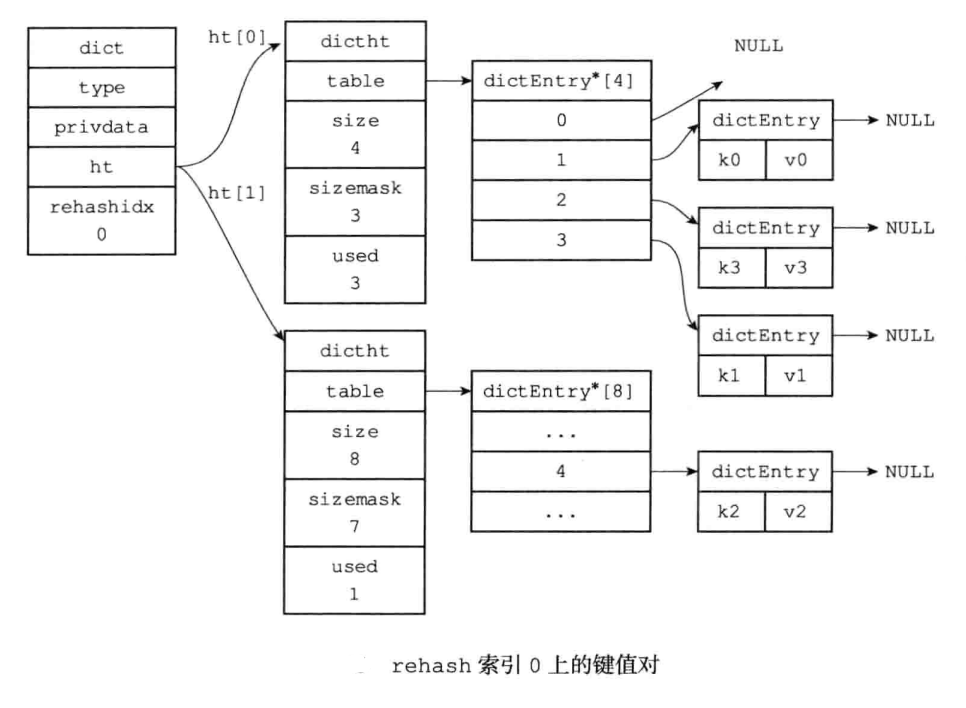 dict
type
privdata
ht
rehashidx
0
ht[0]
ht[1]
dictht
table
size
4
sizemask
3
used
3
dictEntry*[4]
0
1
2
3
NULL
dictEntry
k0 v0
NULL
dictEntry
k3 v3
NULL
dictEntry
k1 v1
NULL
dictht
table
size
8
sizemask
7
used
1
dictEntry*[8]
...
4
...
dictEntry
k2 v2
NULL
rehash 索引 0 上的键值对